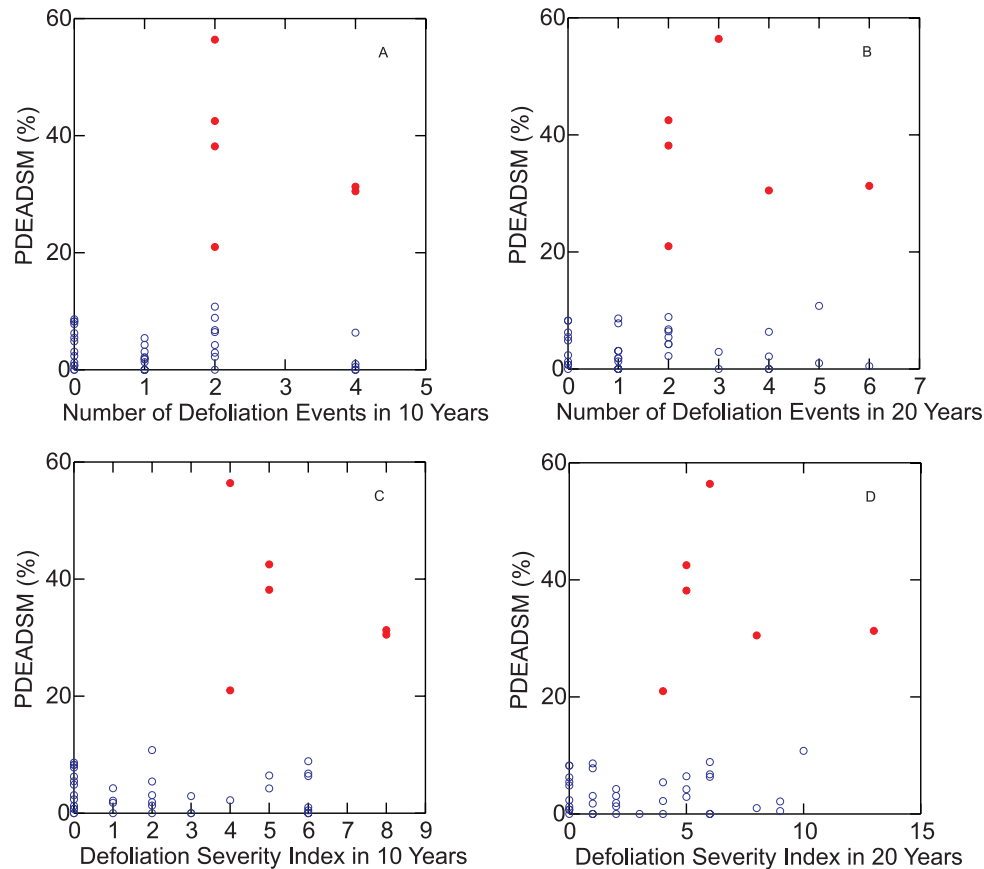 60
40
20
0
PDEADSM (%)
A
0 1 2 3 4 5
Number of Defoliation Events in 10 Years
60
40
20
0
PDEADSM (%)
B
0 1 2 3 4 5 6 7
Number of Defoliation Events in 20 Years
60
40
20
0
PDEADSM (%)
C
0 1 2 3 4 5 6 7 8 9
Defoliation Severity Index in 10 Years
60
40
20
0
PDEADSM (%)
D
0 5 10 15
Defoliation Severity Index in 20 Years